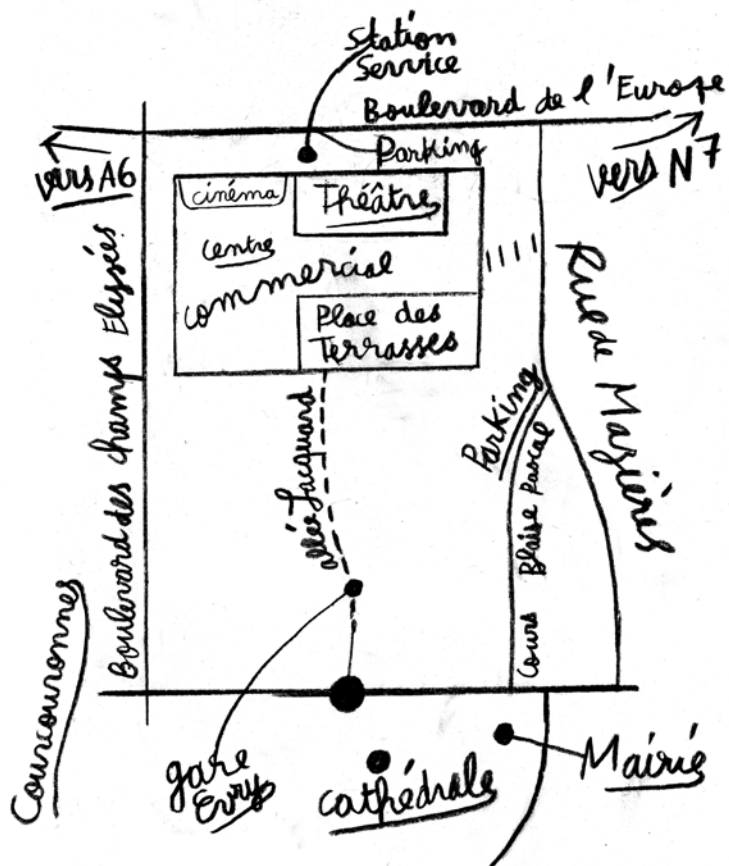 Station
Service
Boulevard de l'Europe
vers A6
Parking
vers N7
cinéma
Théâtre
centre
commercial
Place des
Terrasses
Boulevard des champs Elysées
Rue de Mazières
Parking
allée Jacquard
Cours Blaise Pascal
Courcouronnes
gare
Evry
cathédrale
Mairie